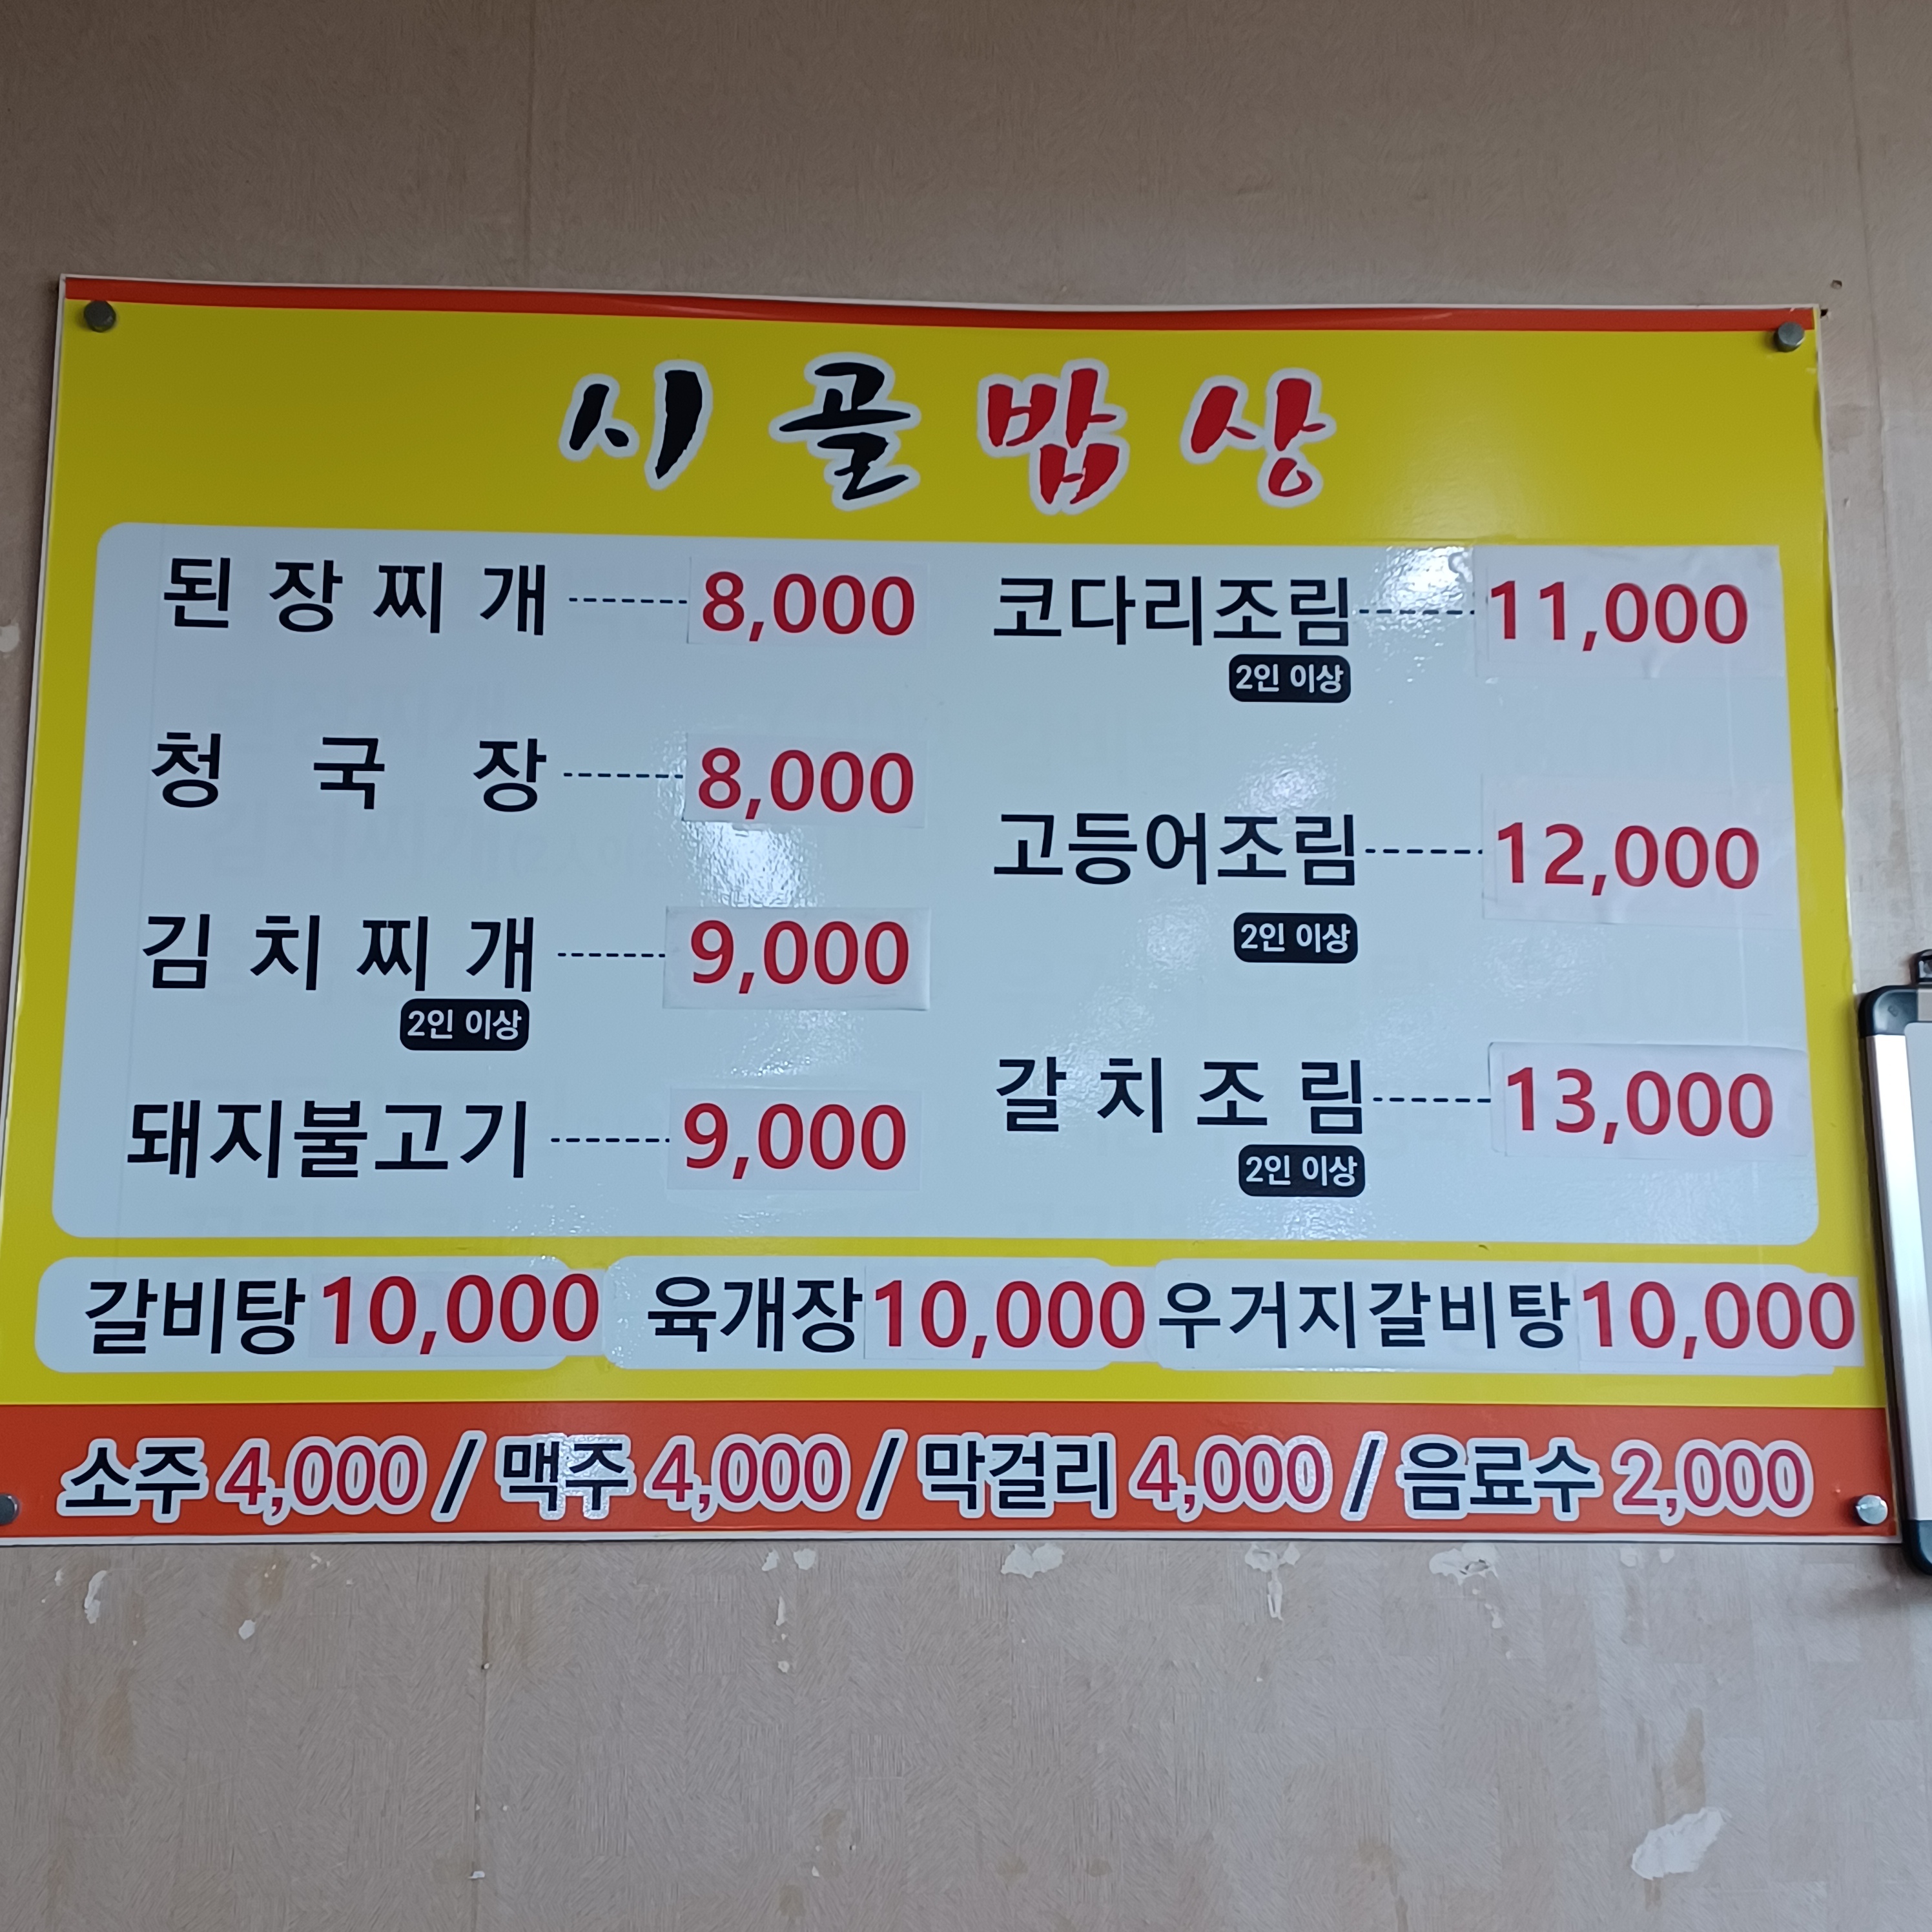 시골밥상
된장찌개 8,000
청국장 8,000
김치찌개 9,000
2인 이상
돼지불고기 9,000
코다리조림 11,000
2인 이상
고등어조림 12,000
2인 이상
갈치조림 13,000
2인 이상
갈비탕 10,000 육개장 10,000 우거지갈비탕 10,000
소주 4,000 / 맥주 4,000 / 막걸리 4,000 / 음료수 2,000